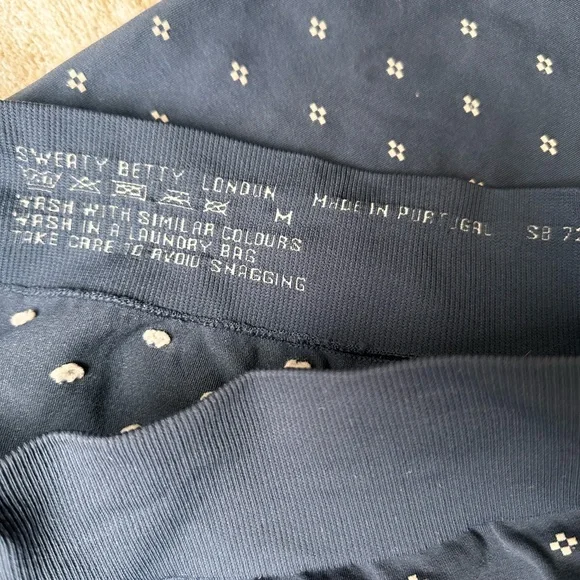 SWEATY BETTY LONDON M MADE IN PORTUGAL SB
WASH WITH SIMILAR COLOURS
WASH IN A LAUNDRY BAG
TAKE CARE TO AVOID SNAGGING